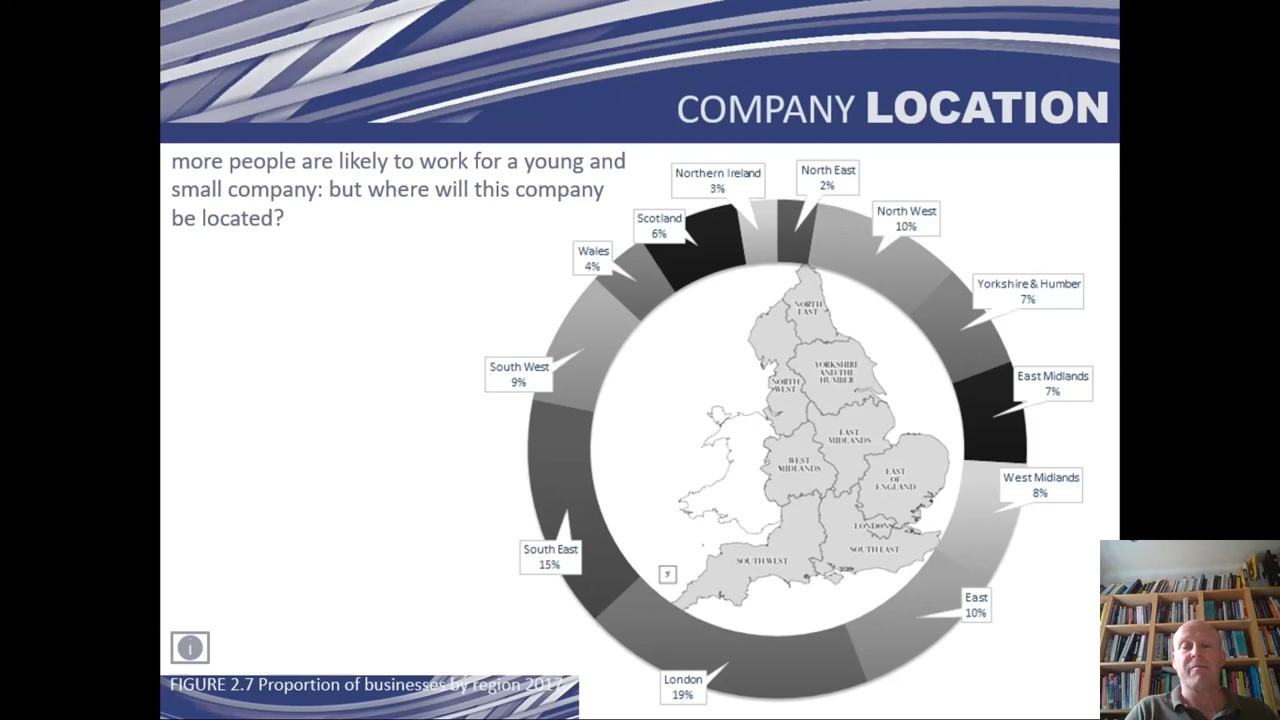 COMPANY LOCATION
more people are likely to work for a young and
small company: but where will this company
be located?
Northern Ireland
3%
North East
2%
Scotland
6%
North West
10%
Wales
4%
Yorkshire & Humber
7%
South West
9%
East Midlands
7%
West Midlands
8%
South East
15%
East
10%
London
19%
NORTH
EAST
YORKSHIRE
AND THE
HUMBER
NORTH
WEST
EAST
MIDLANDS
WEST
MIDLANDS
EAST
OF
ENGLAND
LONDON
SOUTH EAST
SOUTH WEST
i
FIGURE 2.7 Proportion of businesses by region 2017